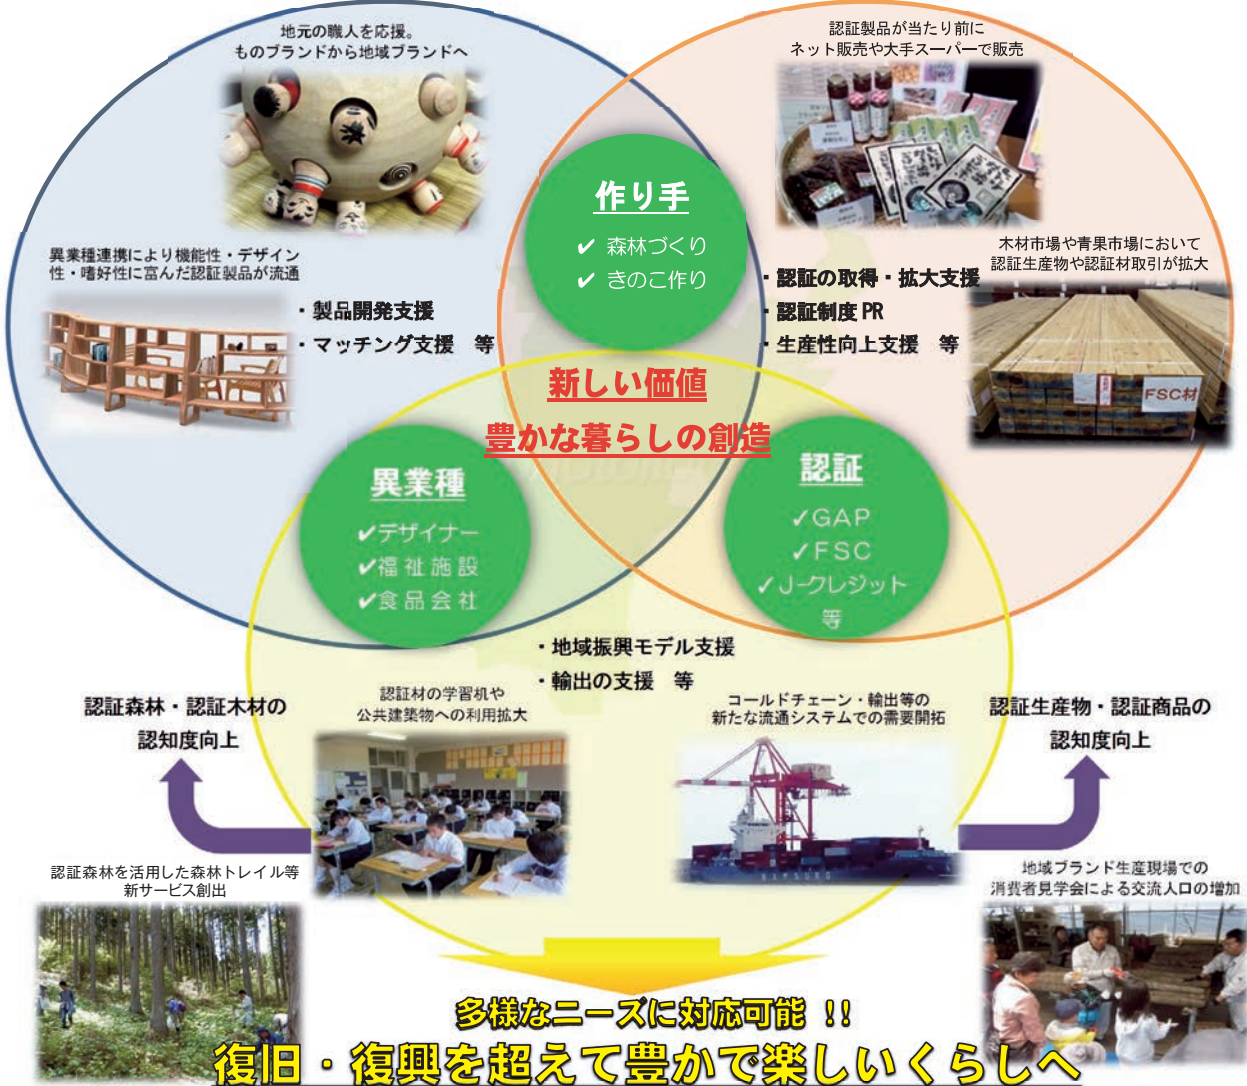 地元の職人を応援。
ものブランドから地域ブランドへ
認証製品が当たり前に
ネット販売や大手スーパーで販売
作り手
✔ 森林づくり
✔ きのこ作り
異業種連携により機能性・デザイン
性・嗜好性に富んだ認証製品が流通
・製品開発支援
・マッチング支援　等
木材市場や青果市場において
認証生産物や認証材取引が拡大
・認証の取得・拡大支援
・認証制度 PR
・生産性向上支援　等
FSC材
新しい価値
豊かな暮らしの創造
異業種
✔デザイナー
✔福祉施設
✔食品会社
認証
✓GAP
✓FSC
✓J-クレジット
等
・地域振興モデル支援
・輸出の支援　等
認証森林・認証木材の
認知度向上
認証材の学習机や
公共建築物への利用拡大
コールドチェーン・輸出等の
新たな流通システムでの需要開拓
認証生産物・認証商品の
認知度向上
認証森林を活用した森林トレイル等
新サービス創出
地域ブランド生産現場での
消費者見学会による交流人口の増加
多様なニーズに対応可能 !!
復旧・復興を超えて豊かで楽しいくらしへ